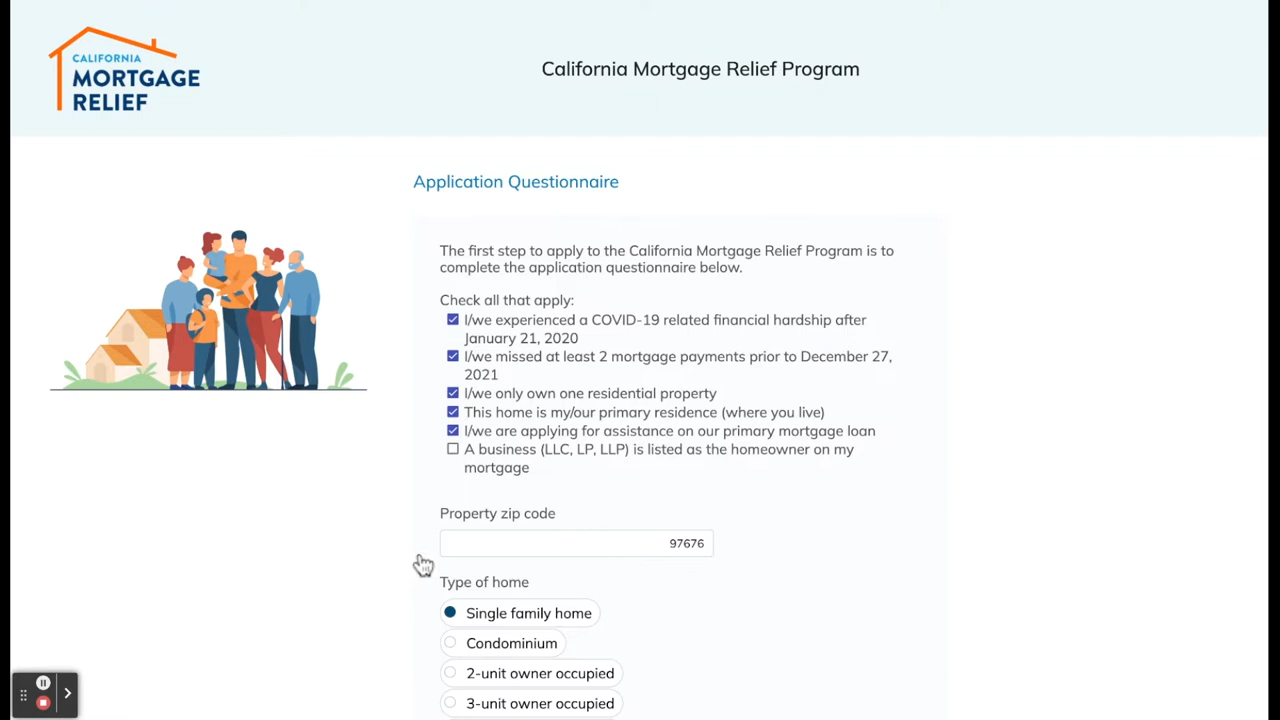 CALIFORNIA
MORTGAGE
RELIEF
California Mortgage Relief Program
Application Questionnaire
The first step to apply to the California Mortgage Relief Program is to
complete the application questionnaire below.
Check all that apply:
I/we experienced a COVID-19 related financial hardship after
January 21, 2020
I/we missed at least 2 mortgage payments prior to December 27,
2021
I/we only own one residential property
This home is my/our primary residence (where you live)
I/we are applying for assistance on our primary mortgage loan
A business (LLC, LP, LLP) is listed as the homeowner on my
mortgage
Property zip code
97676
Type of home
Single family home
Condominium
2-unit owner occupied
3-unit owner occupied